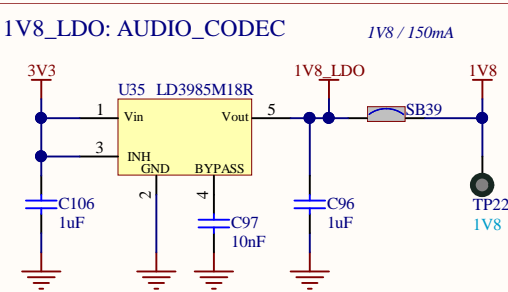 1V8_LDO: AUDIO_CODEC
1V8 / 150mA
3V3
1V8_LDO
1V8
U35 LD3985M18R
1
Vin
Vout
5
SB39
3
INH
GND
BYPASS
2
4
C106
1uF
C97
10nF
C96
1uF
TP22
1V8